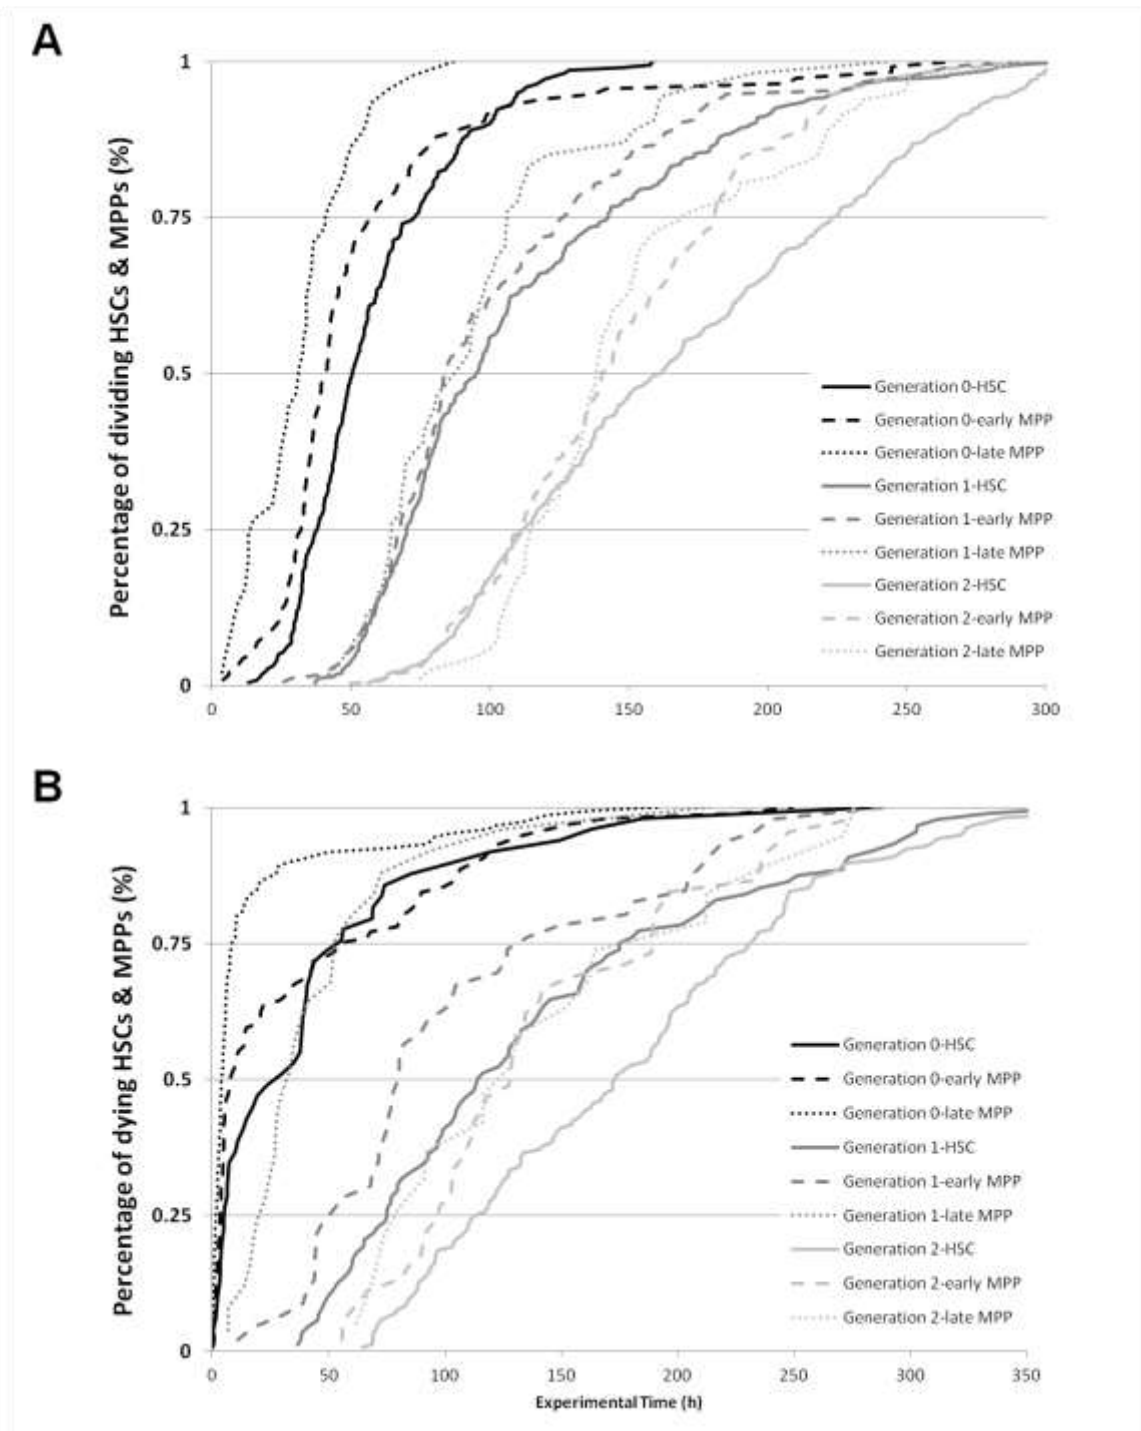 A
Percentage of dividing HSCs & MPPs (%)
1
0.75
0.5
0.25
0
0 50 100 150 200 250 300
Generation 0-HSC
Generation 0-early MPP
Generation 0-late MPP
Generation 1-HSC
Generation 1-early MPP
Generation 1-late MPP
Generation 2-HSC
Generation 2-early MPP
Generation 2-late MPP
B
Percentage of dying HSCs & MPPs (%)
1
0.75
0.5
0.25
0
0 50 100 150 200 250 300 350
Generation 0-HSC
Generation 0-early MPP
Generation 0-late MPP
Generation 1-HSC
Generation 1-early MPP
Generation 1-late MPP
Generation 2-HSC
Generation 2-early MPP
Generation 2-late MPP
Experimental Time (h)